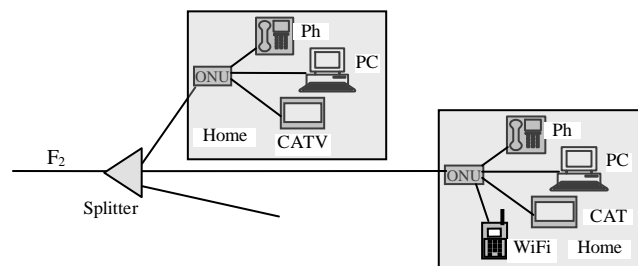 Ph
PC
ONU
Home
CATV
F2
Splitter
Ph
PC
ONU
CAT
WiFi
Home